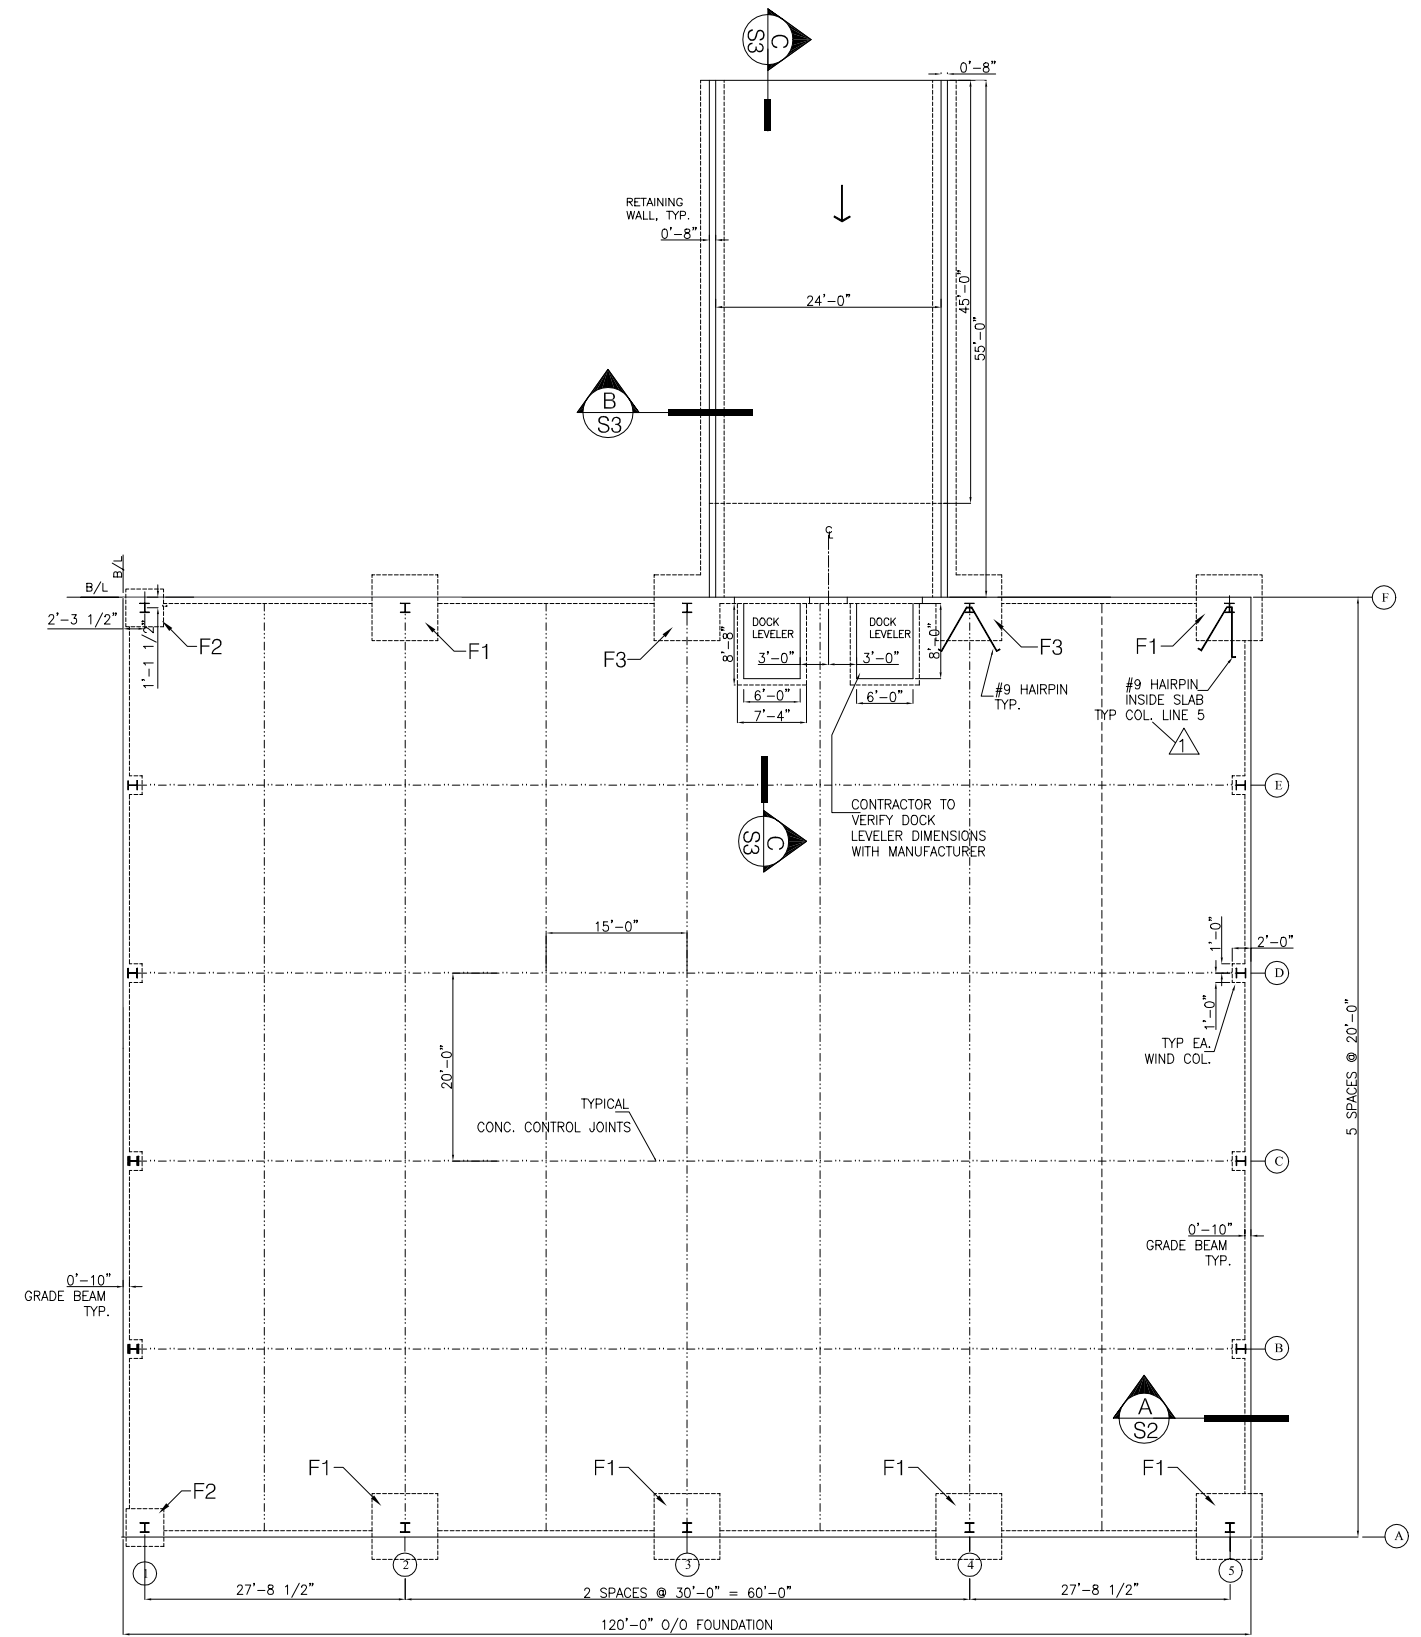 C
S3
0'-8"
RETAINING
WALL, TYP.
0'-8"
24'-0"
45'-0"
55'-0"
B
S3
℄
B/L
B/L
2'-3 1/2"
1'-1 1/2"
F2
F1
F3
DOCK
LEVELER
DOCK
LEVELER
8'-8"
3'-0"
3'-0"
8'-0"
6'-0"
7'-4"
6'-0"
F3
#9 HAIRPIN
TYP.
F1
#9 HAIRPIN
INSIDE SLAB
TYP COL. LINE 5
1
F
E
CONTRACTOR TO
VERIFY DOCK
LEVELER DIMENSIONS
WITH MANUFACTURER
C
S3
15'-0"
1'-0"
2'-0"
D
1'-0"
TYP EA.
WIND COL.
20'-0"
5 SPACES @ 20'-0"
TYPICAL
CONC. CONTROL JOINTS
C
0'-10"
GRADE BEAM
TYP.
0'-10"
GRADE BEAM
TYP.
B
A
S2
F2
F1
F1
F1
F1
A
1
2
3
4
5
27'-8 1/2"
2 SPACES @ 30'-0" = 60'-0"
27'-8 1/2"
120'-0" O/O FOUNDATION